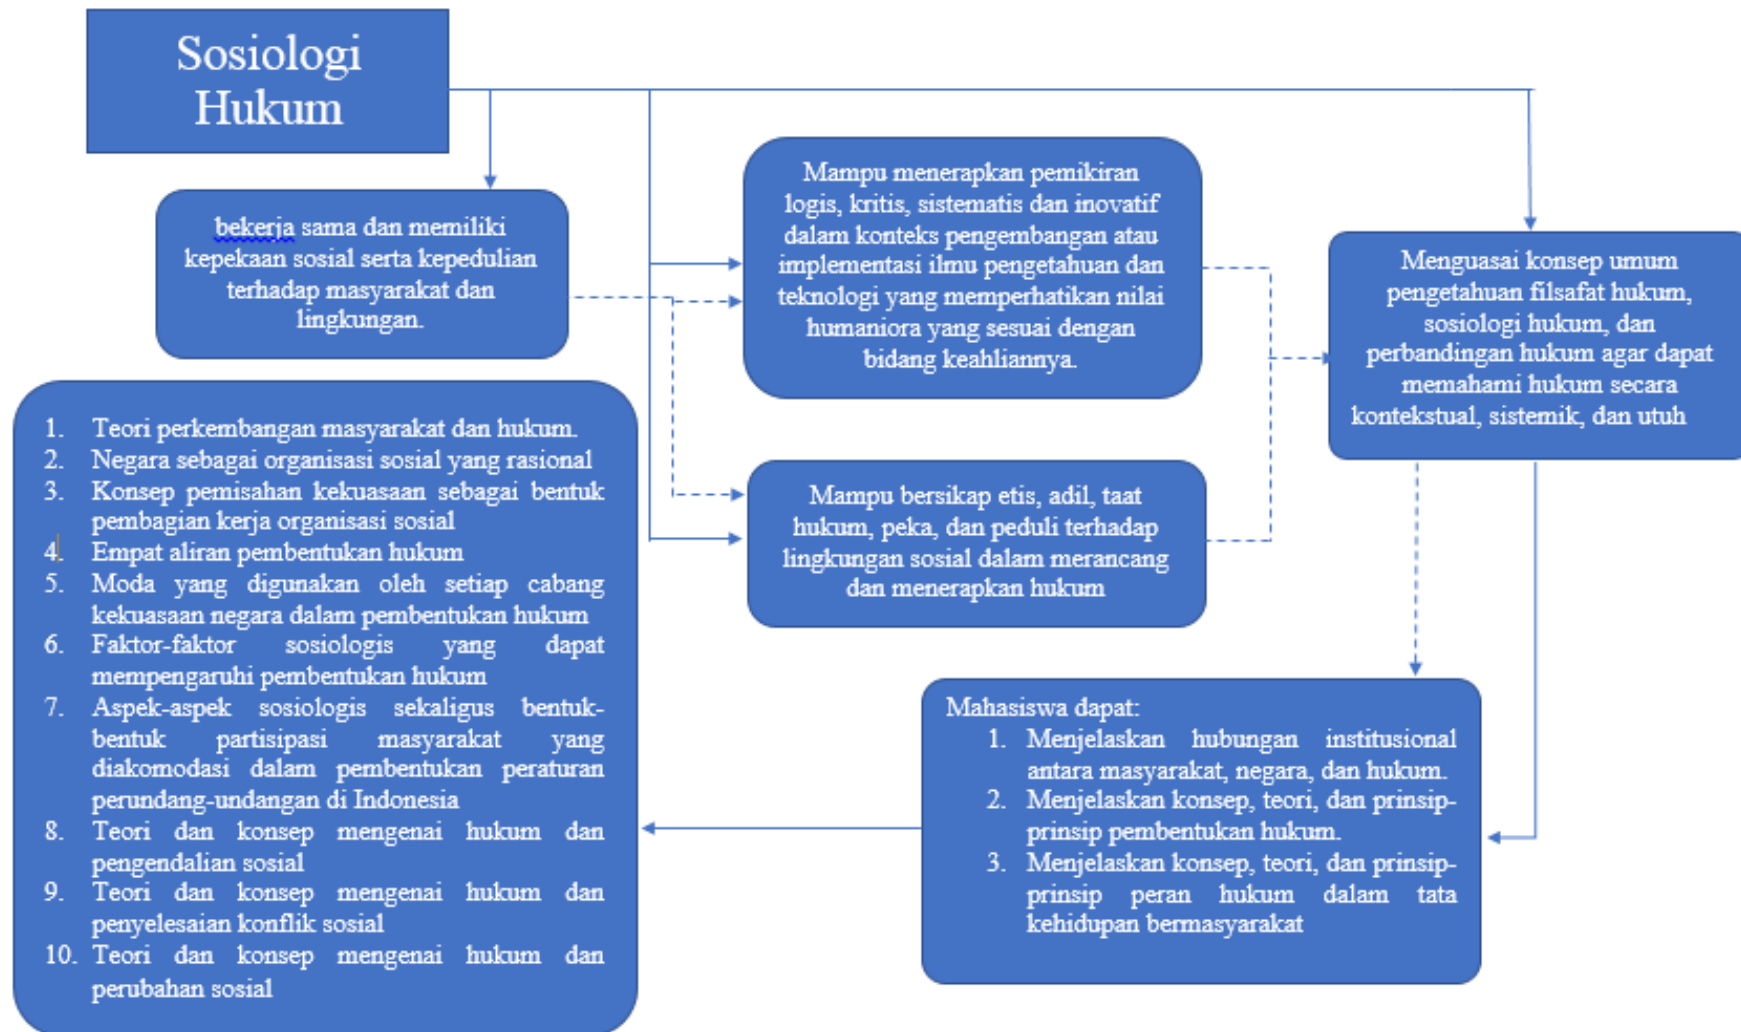 Sosiologi
Hukum
bekerja sama dan memiliki
kepekaan sosial serta kepedulian
terhadap masyarakat dan
lingkungan.
Mampu menerapkan pemikiran
logis, kritis, sistematis dan inovatif
dalam konteks pengembangan atau
implementasi ilmu pengetahuan dan
teknologi yang memperhatikan nilai
humaniora yang sesuai dengan
bidang keahliannya.
Menguasai konsep umum
pengetahuan filsafat hukum,
sosiologi hukum, dan
perbandingan hukum agar dapat
memahami hukum secara
kontekstual, sistemik, dan utuh
Mampu bersikap etis, adil, taat
hukum, peka, dan peduli terhadap
lingkungan sosial dalam merancang
dan menerapkan hukum
Mahasiswa dapat:
1. Menjelaskan hubungan institusional
antara masyarakat, negara, dan hukum.
2. Menjelaskan konsep, teori, dan prinsip-
prinsip pembentukan hukum.
3. Menjelaskan konsep, teori, dan prinsip-
prinsip peran hukum dalam tata
kehidupan bermasyarakat
1. Teori perkembangan masyarakat dan hukum.
2. Negara sebagai organisasi sosial yang rasional
3. Konsep pemisahan kekuasaan sebagai bentuk
pembagian kerja organisasi sosial
4. Empat aliran pembentukan hukum
5. Moda yang digunakan oleh setiap cabang
kekuasaan negara dalam pembentukan hukum
6. Faktor-faktor sosiologis yang dapat
mempengaruhi pembentukan hukum
7. Aspek-aspek sosiologis sekaligus bentuk-
bentuk partisipasi masyarakat yang
diakomodasi dalam pembentukan peraturan
perundang-undangan di Indonesia
8. Teori dan konsep mengenai hukum dan
pengendalian sosial
9. Teori dan konsep mengenai hukum dan
penyelesaian konflik sosial
10. Teori dan konsep mengenai hukum dan
perubahan sosial